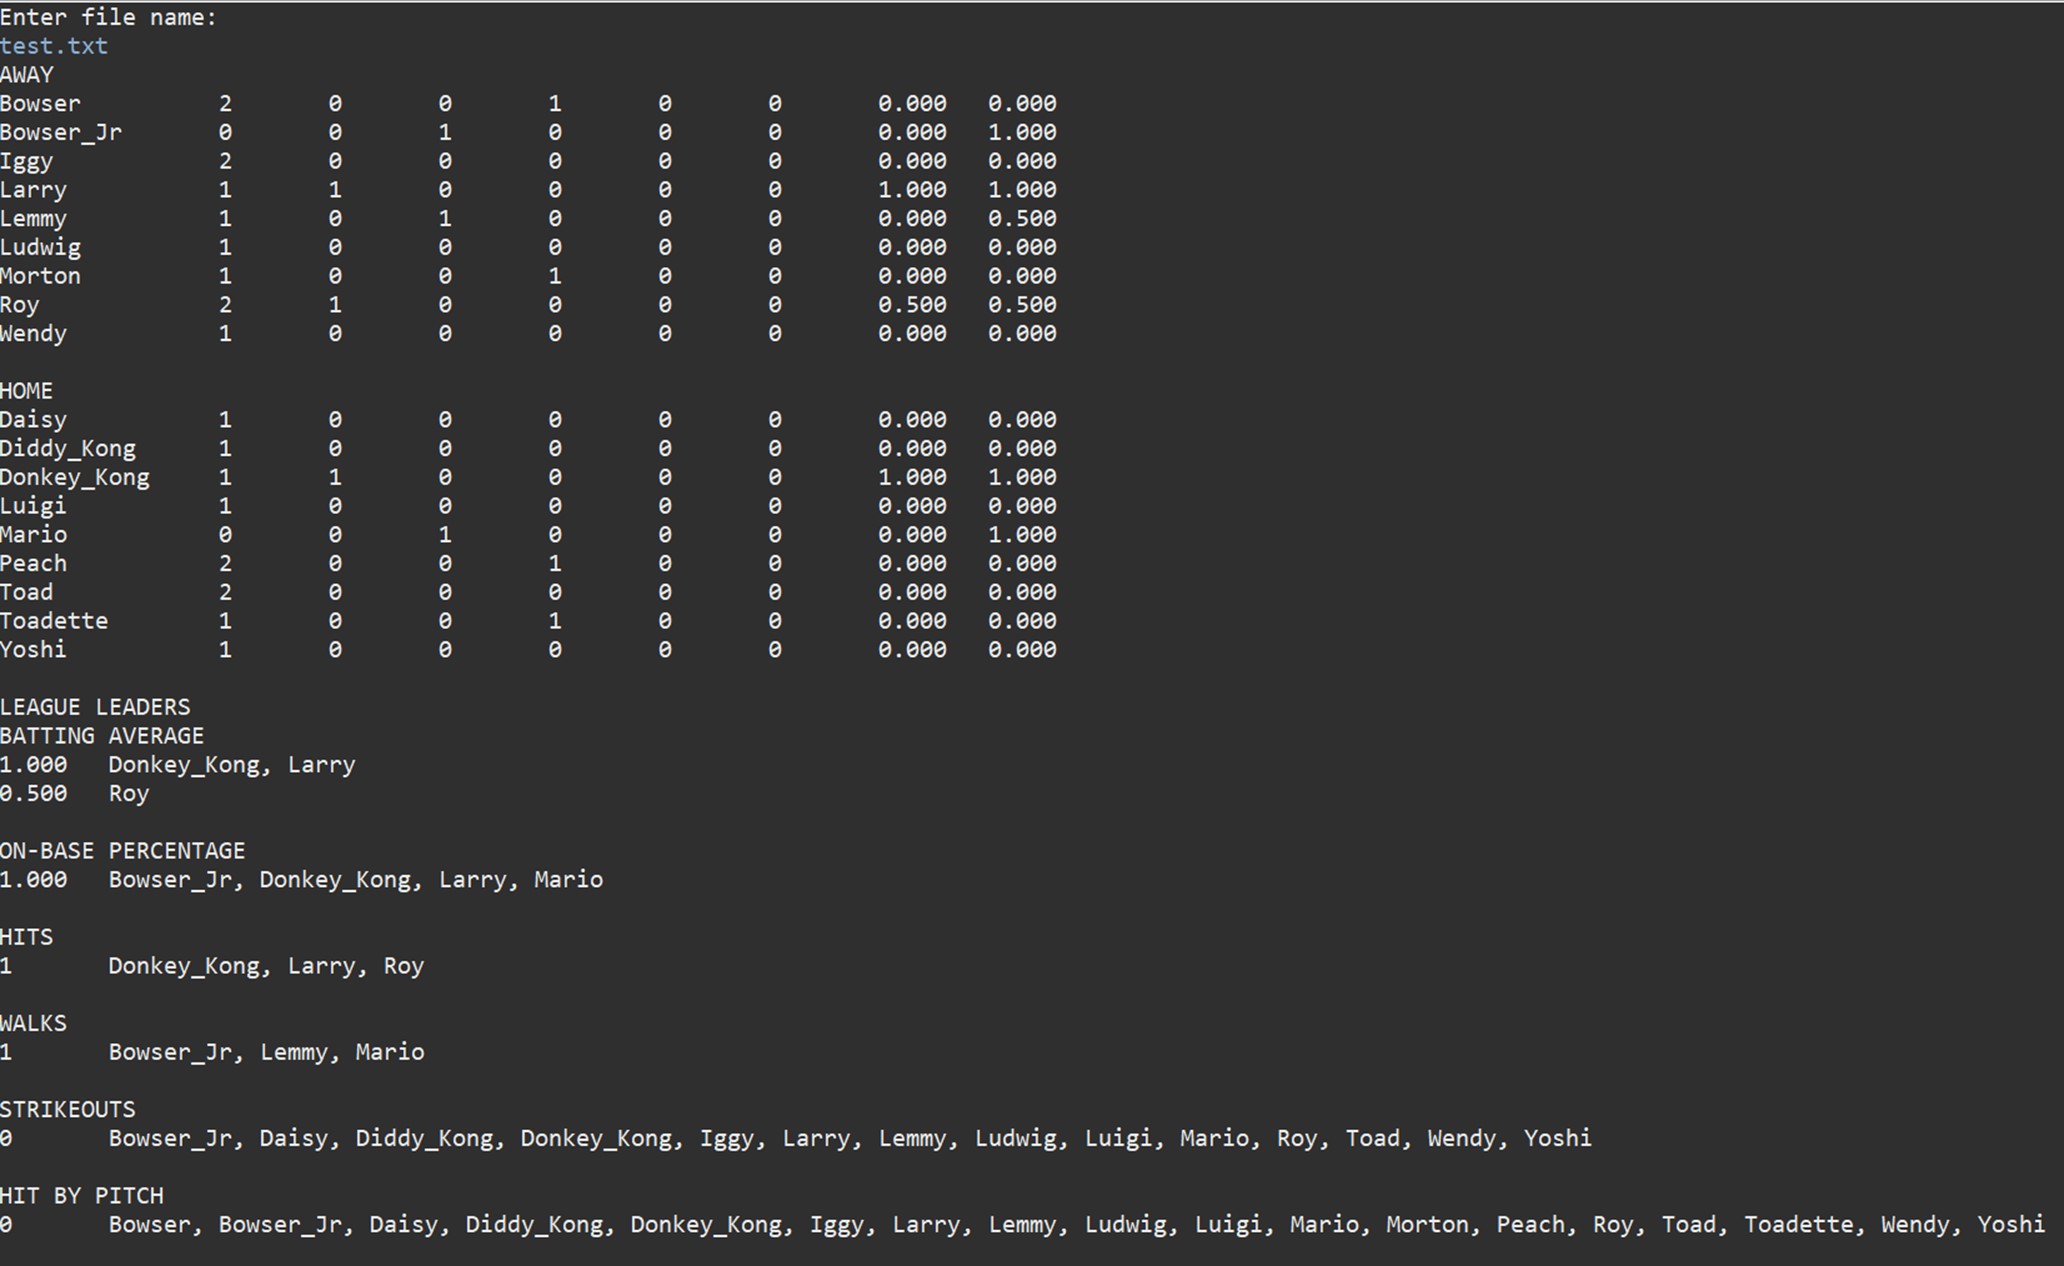 Enter file name:
test.txt
AWAY
Bowser 2 0 0 1 0 0 0.000 0.000
Bowser_Jr 0 0 1 0 0 0 0.000 1.000
Iggy 2 0 0 0 0 0 0.000 0.000
Larry 1 1 0 0 0 0 1.000 1.000
Lemmy 1 0 1 0 0 0 0.000 0.500
Ludwig 1 0 0 0 0 0 0.000 0.000
Morton 1 0 0 1 0 0 0.000 0.000
Roy 2 1 0 0 0 0 0.500 0.500
Wendy 1 0 0 0 0 0 0.000 0.000
HOME
Daisy 1 0 0 0 0 0 0.000 0.000
Diddy_Kong 1 0 0 0 0 0 0.000 0.000
Donkey_Kong 1 1 0 0 0 0 1.000 1.000
Luigi 1 0 0 0 0 0 0.000 0.000
Mario 0 0 1 0 0 0 0.000 1.000
Peach 2 0 0 1 0 0 0.000 0.000
Toad 2 0 0 0 0 0 0.000 0.000
Toadette 1 0 0 1 0 0 0.000 0.000
Yoshi 1 0 0 0 0 0 0.000 0.000
LEAGUE LEADERS
BATTING AVERAGE
1.000 Donkey_Kong, Larry
0.500 Roy
ON-BASE PERCENTAGE
1.000 Bowser_Jr, Donkey_Kong, Larry, Mario
HITS
1 Donkey_Kong, Larry, Roy
WALKS
1 Bowser_Jr, Lemmy, Mario
STRIKEOUTS
0 Bowser_Jr, Daisy, Diddy_Kong, Donkey_Kong, Iggy, Larry, Lemmy, Ludwig, Luigi, Mario, Roy, Toad, Wendy, Yoshi
HIT BY PITCH
0 Bowser, Bowser_Jr, Daisy, Diddy_Kong, Donkey_Kong, Iggy, Larry, Lemmy, Ludwig, Luigi, Mario, Morton, Peach, Roy, Toad, Toadette, Wendy, Yoshi